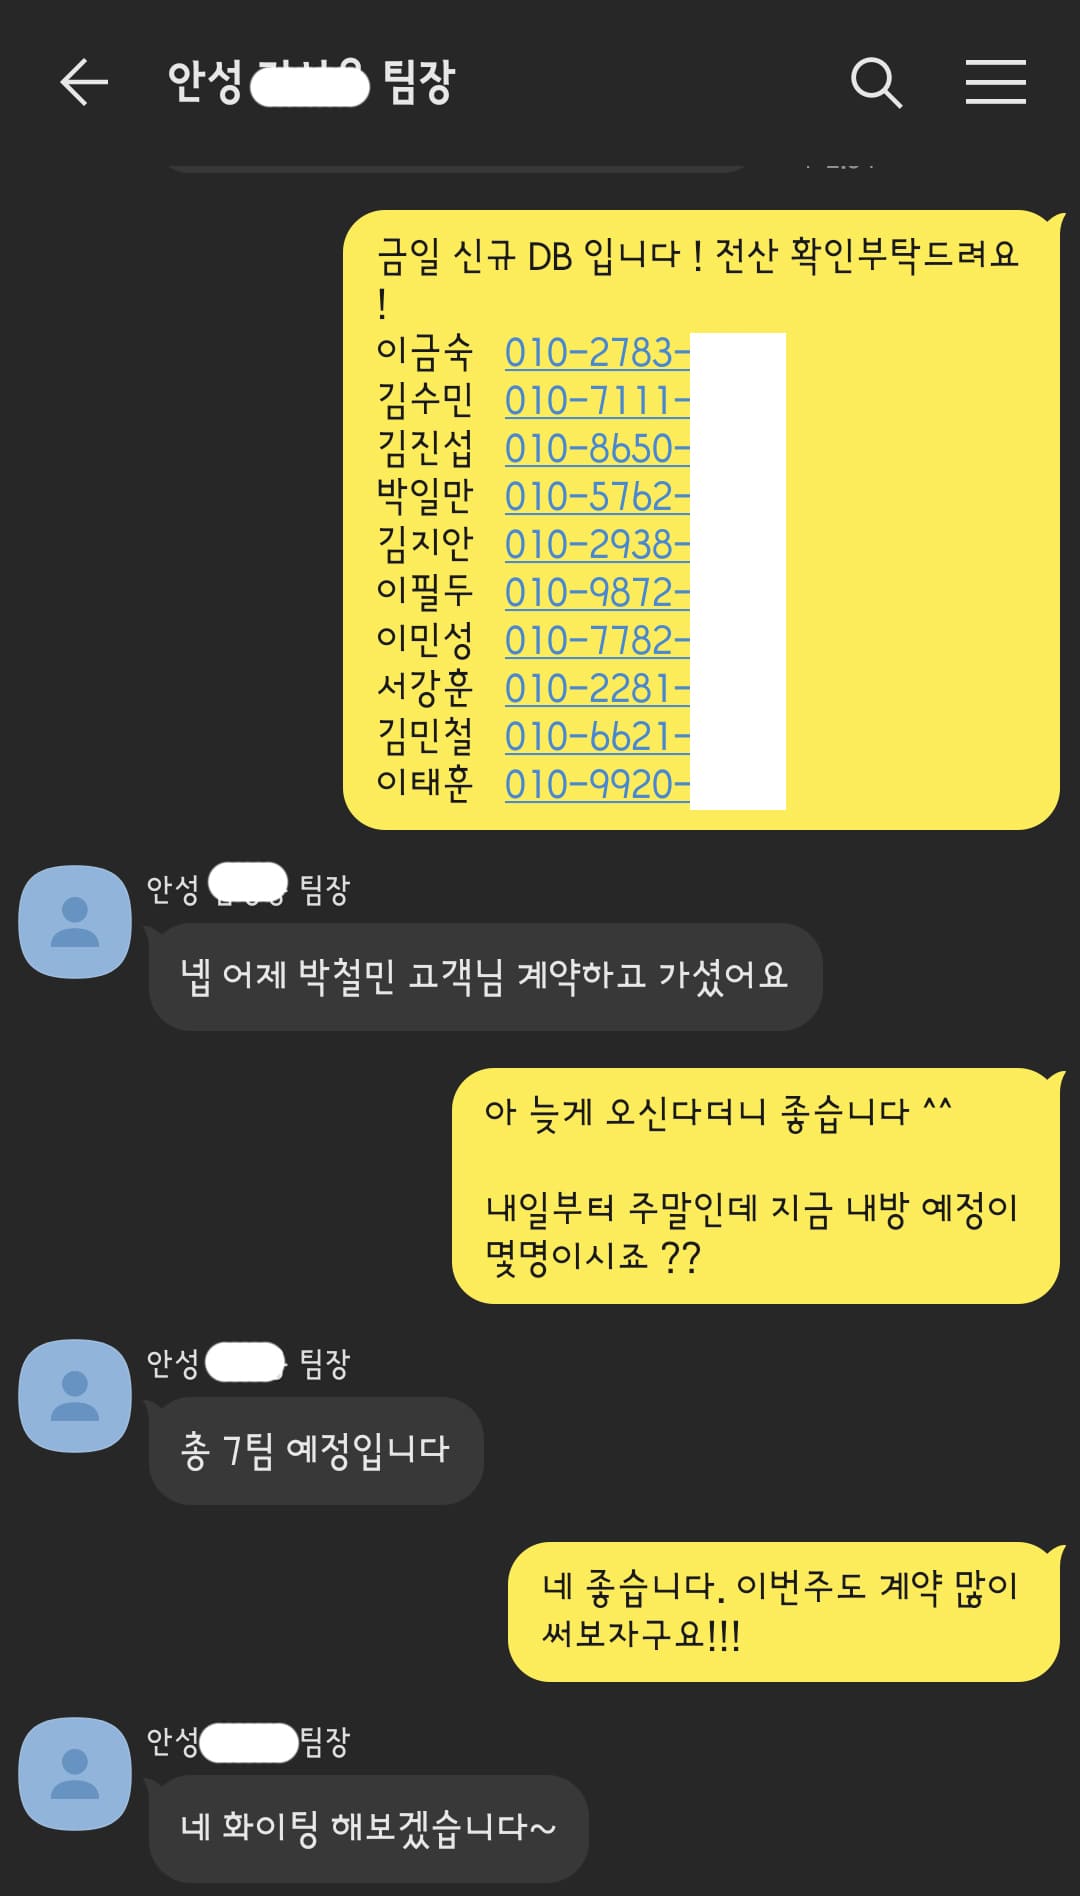 안성 팀장
금일 신규 DB 입니다 ! 전산 확인부탁드려요
!
이금숙 010-2783-
김수민 010-7111-
김진섭 010-8650-
박일만 010-5762-
김지안 010-2938-
이필두 010-9872-
이민성 010-7782-
서강훈 010-2281-
김민철 010-6621-
이태훈 010-9920-
안성 팀장
넵 어제 박철민 고객님 계약하고 가셨어요
아 늦게 오신다더니 좋습니다 ^^
내일부터 주말인데 지금 내방 예정이
몇명이시죠 ??
안성 팀장
총 7팀 예정입니다
네 좋습니다. 이번주도 계약 많이
써보자구요!!!
안성 팀장
네 화이팅 해보겠습니다~